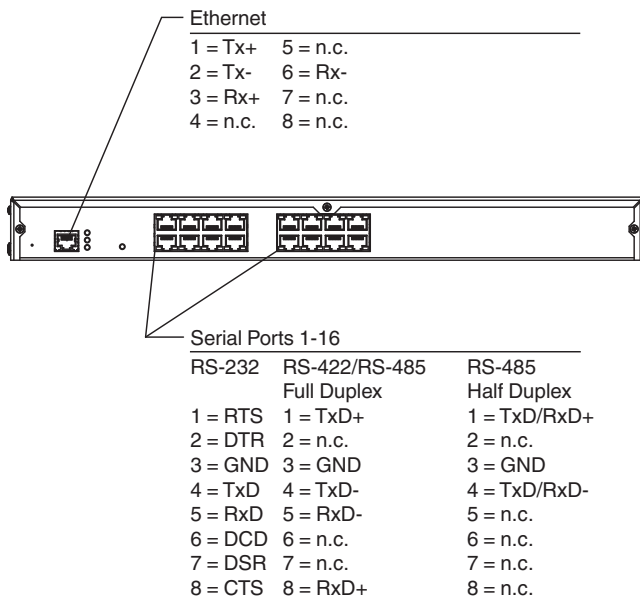 Ethernet
1 = Tx+ 5 = n.c.
2 = Tx- 6 = Rx-
3 = Rx+ 7 = n.c.
4 = n.c. 8 = n.c.
Serial Ports 1-16
RS-232 RS-422/RS-485 RS-485
Full Duplex Half Duplex
1 = RTS 1 = TxD+ 1 = TxD/RxD+
2 = DTR 2 = n.c. 2 = n.c.
3 = GND 3 = GND 3 = GND
4 = TxD 4 = TxD- 4 = TxD/RxD-
5 = RxD 5 = RxD- 5 = n.c.
6 = DCD 6 = n.c. 6 = n.c.
7 = DSR 7 = n.c. 7 = n.c.
8 = CTS 8 = RxD+ 8 = n.c.